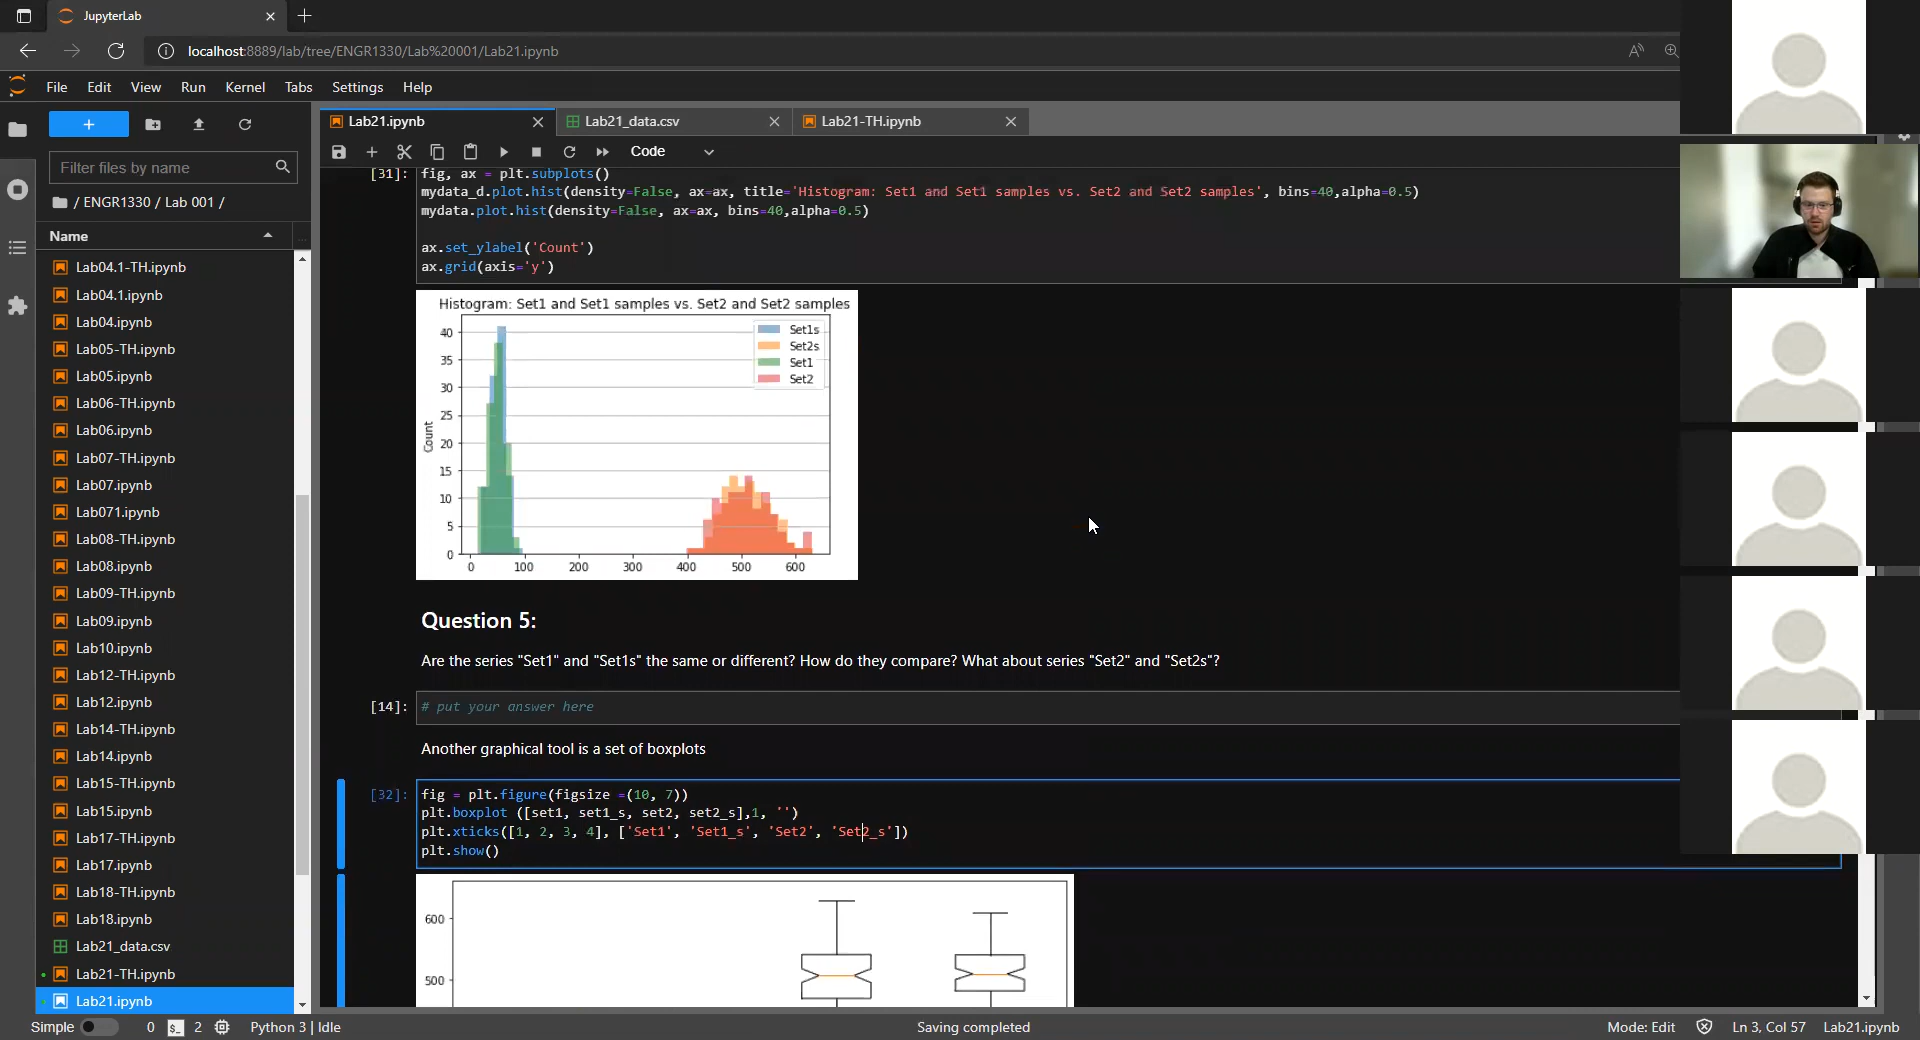 JupyterLab
localhost:8889/lab/tree/ENGR1330/Lab%20001/Lab21.ipynb
File Edit View Run Kernel Tabs Settings Help
Lab21.ipynb
Lab21_data.csv
Lab21-TH.ipynb
Code
Filter files by name
/ ENGR1330 / Lab 001 /
Name
Lab04.1-TH.ipynb
Lab04.1.ipynb
Lab04.ipynb
Lab05-TH.ipynb
Lab05.ipynb
Lab06-TH.ipynb
Lab06.ipynb
Lab07-TH.ipynb
Lab07.ipynb
Lab071.ipynb
Lab08-TH.ipynb
Lab08.ipynb
Lab09-TH.ipynb
Lab09.ipynb
Lab10.ipynb
Lab12-TH.ipynb
Lab12.ipynb
Lab14-TH.ipynb
Lab14.ipynb
Lab15-TH.ipynb
Lab15.ipynb
Lab17-TH.ipynb
Lab17.ipynb
Lab18-TH.ipynb
Lab18.ipynb
Lab21_data.csv
Lab21-TH.ipynb
Lab21.ipynb
[31]: fig, ax = plt.subplots()
mydata_d.plot.hist(density=False, ax=ax, title='Histogram: Set1 and Set1 samples vs. Set2 and Set2 samples', bins=40,alpha=0.5)
mydata.plot.hist(density=False, ax=ax, bins=40,alpha=0.5)
ax.set_ylabel('Count')
ax.grid(axis='y')
Histogram: Set1 and Set1 samples vs. Set2 and Set2 samples
Set1s
Set2s
Set1
Set2
Count
40
35
30
25
20
15
10
5
0
0 100 200 300 400 500 600
Question 5:
Are the series "Set1" and "Set1s" the same or different? How do they compare? What about series "Set2" and "Set2s"?
[14]: # put your answer here
Another graphical tool is a set of boxplots
[32]: fig = plt.figure(figsize =(10, 7))
plt.boxplot ([set1, set1_s, set2, set2_s],1, '')
plt.xticks([1, 2, 3, 4], ['Set1', 'Set1_s', 'Set2', 'Set2_s'])
plt.show()
600
500
Simple 0 2 Python 3 | Idle Saving completed Mode: Edit Ln 3, Col 57 Lab21.ipynb